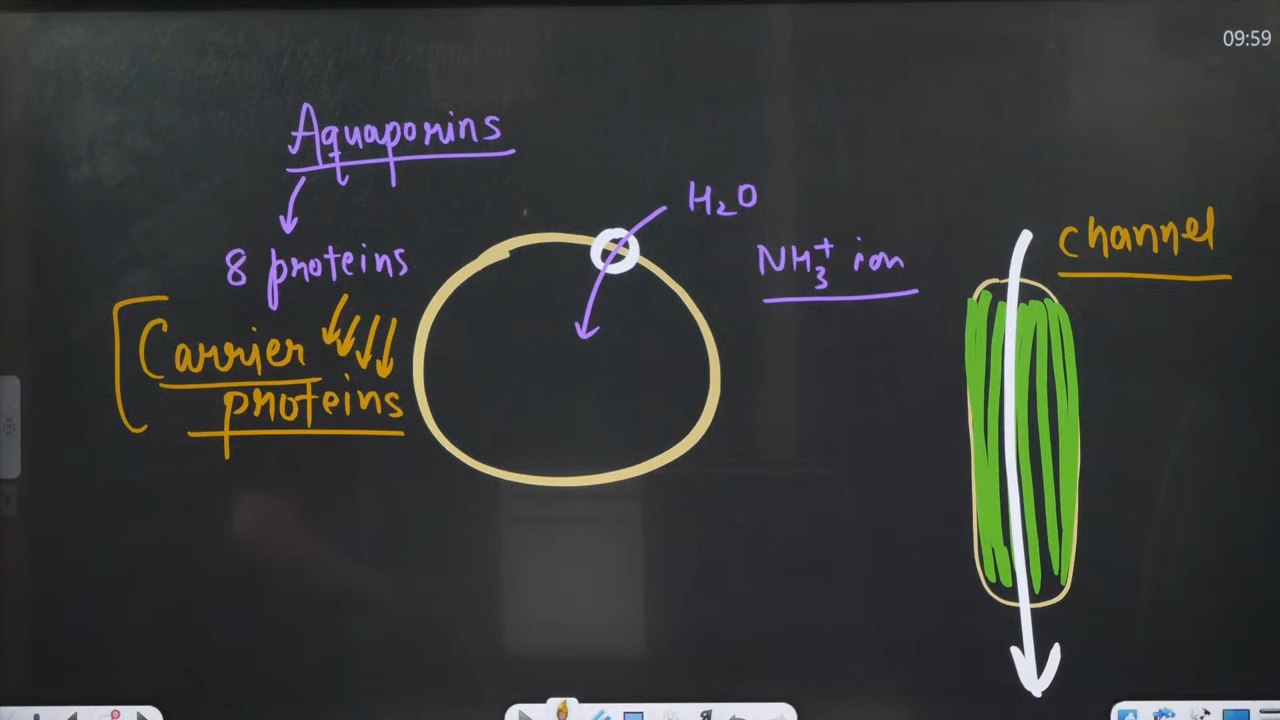 09:59
Aquaporins
8 proteins
Carrier
proteins
H₂O
NH₃⁺ ion
channel